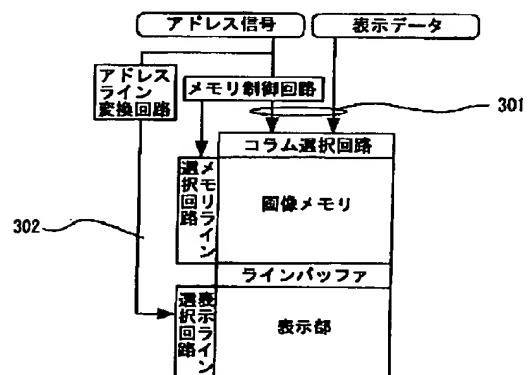 アドレス信号
表示データ
アドレス
ライン
変換回路
メモリ制御回路
301
コラム選択回路
メモリライン
選択回路
画像メモリ
302
ラインバッファ
表示ライン
選択回路
表示部